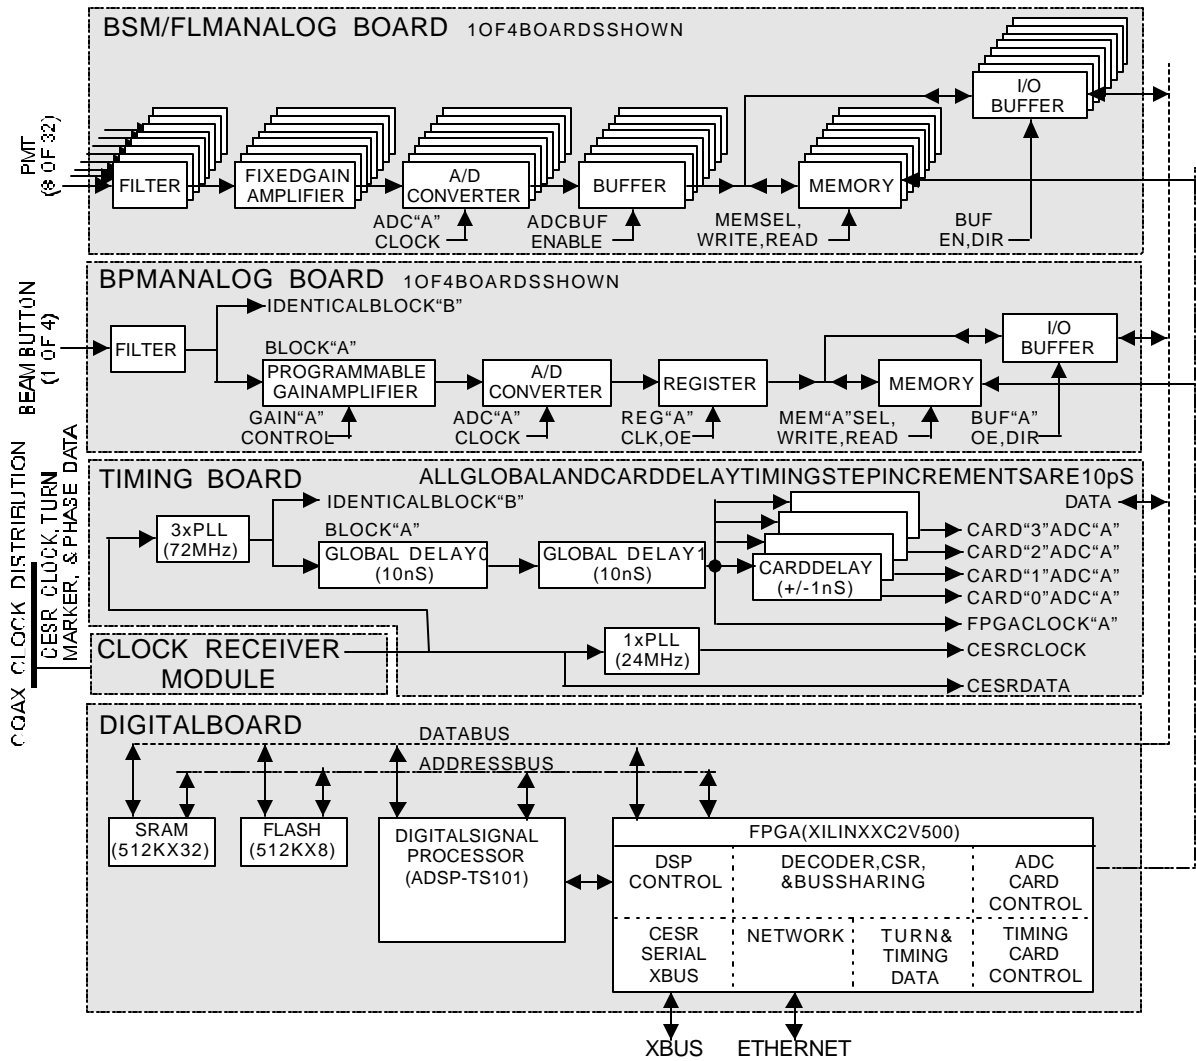 BSM/FLMANALOG BOARD 1OF4BOARDSSHOWN
I/O
BUFFER
PMT
(8 OF 32)
FILTER
FIXEDGAIN
AMPLIFIER
A/D
CONVERTER
BUFFER
MEMORY
ADC“A”
CLOCK
ADCBUF
ENABLE
MEMSEL,
WRITE,READ
BUF
EN,DIR
BPMANALOG BOARD 1OF4BOARDSSHOWN
IDENTICALBLOCK“B”
BEAM BUTTON
(1 OF 4)
FILTER
BLOCK“A”
PROGRAMMABLE
GAINAMPLIFIER
A/D
CONVERTER
REGISTER
MEMORY
I/O
BUFFER
GAIN“A”
CONTROL
ADC“A”
CLOCK
REG“A”
CLK,OE
MEM“A”SEL,
WRITE,READ
BUF“A”
OE,DIR
COAX CLOCK DISTRIBUTION
CESR CLOCK, TURN
MARKER, & PHASE DATA
TIMING BOARD
ALLGLOBALANDCARDDELAYTIMINGSTEPINCREMENTSARE10pS
IDENTICALBLOCK“B”
DATA
3xPLL
(72MHz)
BLOCK“A”
GLOBAL DELAY0
(10nS)
GLOBAL DELAY1
(10nS)
CARDDELAY
(+/-1nS)
CARD“3”ADC“A”
CARD“2”ADC“A”
CARD“1”ADC“A”
CARD“0”ADC“A”
FPGACLOCK“A”
CLOCK RECEIVER
MODULE
1xPLL
(24MHz)
CESRCLOCK
CESRDATA
DIGITALBOARD
DATABUS
ADDRESSBUS
SRAM
(512KX32)
FLASH
(512KX8)
DIGITALSIGNAL
PROCESSOR
(ADSP-TS101)
FPGA(XILINXXC2V500)
DSP
CONTROL
DECODER,CSR,
&BUSSHARING
ADC
CARD
CONTROL
CESR
SERIAL
XBUS
NETWORK
TURN&
TIMING
DATA
TIMING
CARD
CONTROL
XBUS
ETHERNET